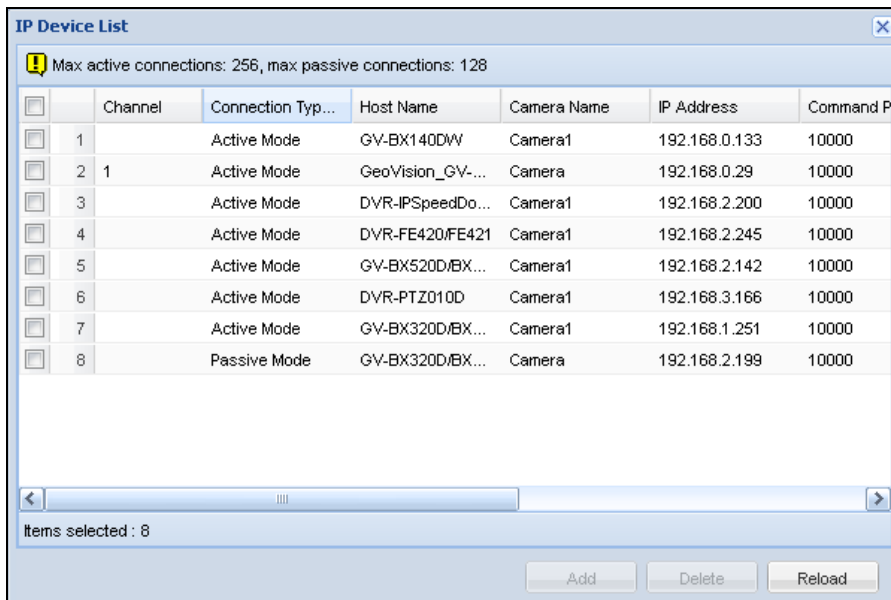 IP Device List
Max active connections: 256, max passive connections: 128
Channel Connection Typ... Host Name Camera Name IP Address Command P
1 Active Mode GV-BX140DW Camera1 192.168.0.133 10000
2 1 Active Mode GeoVision_GV-... Camera 192.168.0.29 10000
3 Active Mode DVR-IPSpeedDo... Camera1 192.168.2.200 10000
4 Active Mode DVR-FE420/FE421 Camera1 192.168.2.245 10000
5 Active Mode GV-BX520D/BX... Camera1 192.168.2.142 10000
6 Active Mode DVR-PTZ010D Camera1 192.168.3.166 10000
7 Active Mode GV-BX320D/BX... Camera1 192.168.1.251 10000
8 Passive Mode GV-BX320D/BX... Camera 192.168.2.199 10000
Items selected : 8
Add Delete Reload